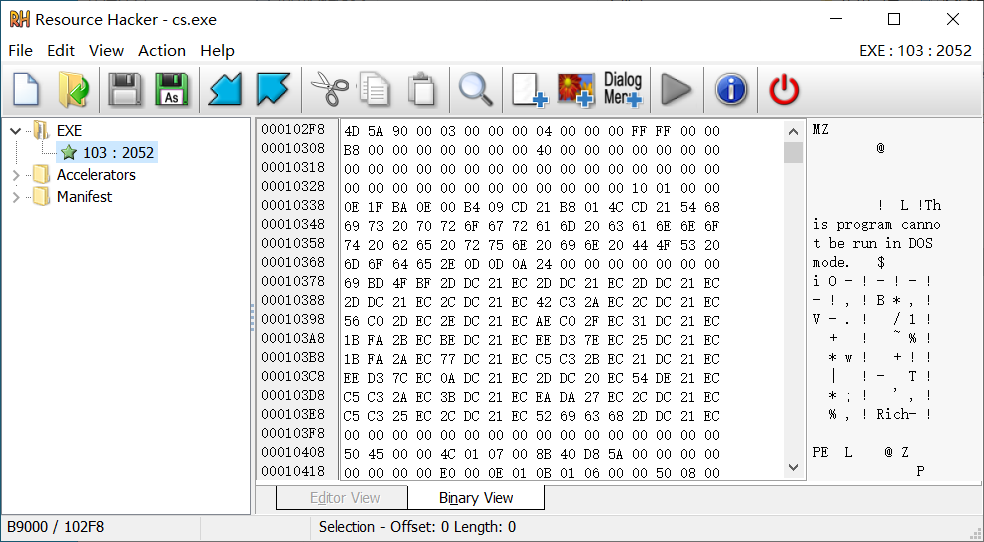 Resource Hacker - cs.exe
File Edit View Action Help EXE : 103 : 2052
As Dialog Men
EXE
103 : 2052
Accelerators
Manifest
000102F8 4D 5A 90 00 03 00 00 00 04 00 00 00 FF FF 00 00 MZ
00010308 B8 00 00 00 00 00 00 00 40 00 00 00 00 00 00 00 @
00010318 00 00 00 00 00 00 00 00 00 00 00 00 00 00 00 00
00010328 00 00 00 00 00 00 00 00 00 00 00 00 10 01 00 00
00010338 0E 1F BA 0E 00 B4 09 CD 21 B8 01 4C CD 21 54 68 ! L !Th
00010348 69 73 20 70 72 6F 67 72 61 6D 20 63 61 6E 6E 6F is program canno
00010358 74 20 62 65 20 72 75 6E 20 69 6E 20 44 4F 53 20 t be run in DOS
00010368 6D 6F 64 65 2E 0D 0D 0A 24 00 00 00 00 00 00 00 mode. $
00010378 69 BD 4F BF 2D DC 21 EC 2D DC 21 EC 2D DC 21 EC i O - ! - ! - !
00010388 2D DC 21 EC 2C DC 21 EC 42 C3 2A EC 2C DC 21 EC - ! , ! B * , !
00010398 56 C0 2D EC 2E DC 21 EC AE C0 2F EC 31 DC 21 EC V - . ! / 1 !
000103A8 1B FA 2B EC BE DC 21 EC EE D3 7E EC 25 DC 21 EC + ! ~ % !
000103B8 1B FA 2A EC 77 DC 21 EC C5 C3 2B EC 21 DC 21 EC * w ! + ! !
000103C8 EE D3 7C EC 0A DC 21 EC 2D DC 20 EC 54 DE 21 EC | ! - T !
000103D8 C5 C3 2A EC 3B DC 21 EC EA DA 27 EC 2C DC 21 EC * ; ! ' , !
000103E8 C5 C3 25 EC 2C DC 21 EC 52 69 63 68 2D DC 21 EC % , ! Rich- !
000103F8 00 00 00 00 00 00 00 00 00 00 00 00 00 00 00 00
00010408 50 45 00 00 4C 01 07 00 8B 40 D8 5A 00 00 00 00 PE L @ Z
00010418 00 00 00 00 E0 00 0E 01 0B 01 06 00 00 50 08 00 P
Editor View Binary View
B9000 / 102F8 Selection - Offset: 0 Length: 0